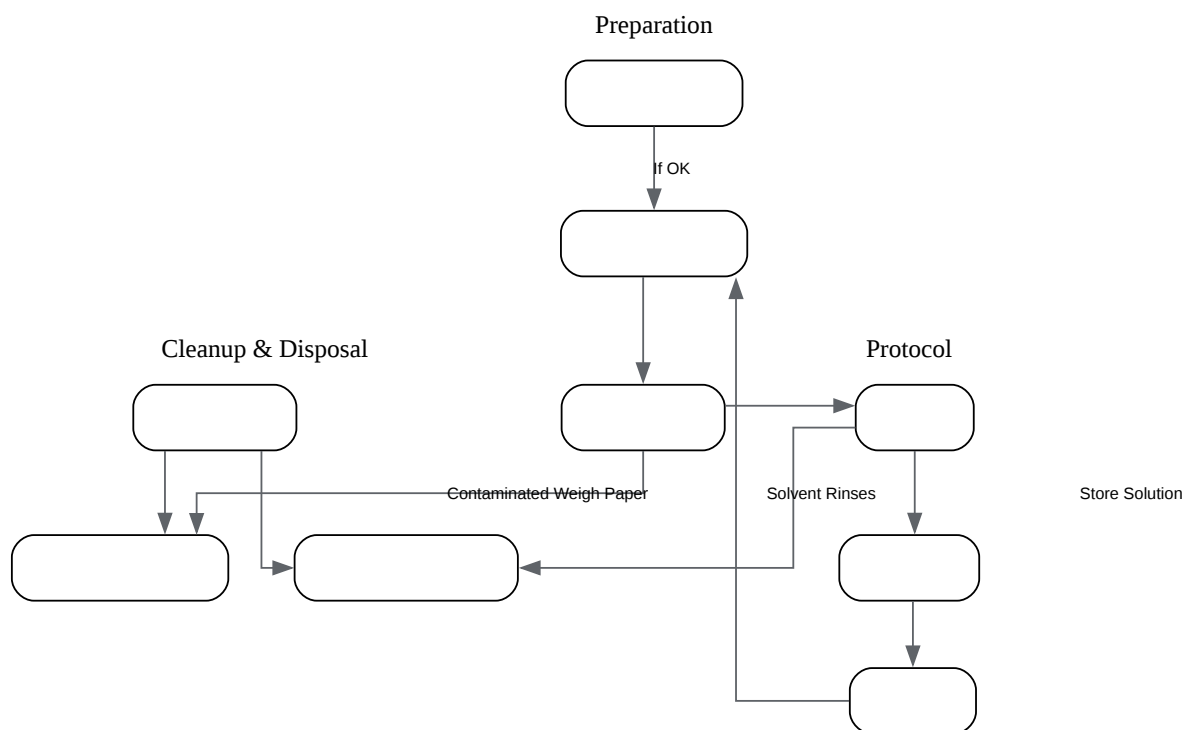 Preparation
If OK
Cleanup & Disposal
Protocol
Contaminated Weigh Paper
Solvent Rinses
Store Solution